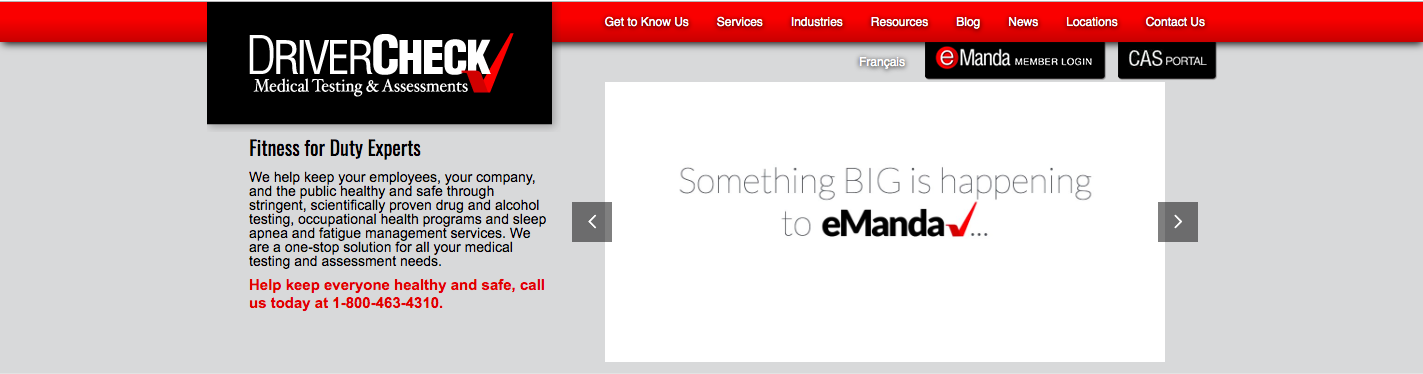 Get to Know Us Services Industries Resources Blog News Locations Contact Us
DRIVERCHECK
Medical Testing & Assessments
Français
eManda MEMBER LOGIN
CAS PORTAL
Fitness for Duty Experts
We help keep your employees, your company,
and the public healthy and safe through
stringent, scientifically proven drug and alcohol
testing, occupational health programs and sleep
apnea and fatigue management services. We
are a one-stop solution for all your medical
testing and assessment needs.
Help keep everyone healthy and safe, call
us today at 1-800-463-4310.
Something BIG is happening
to eManda...